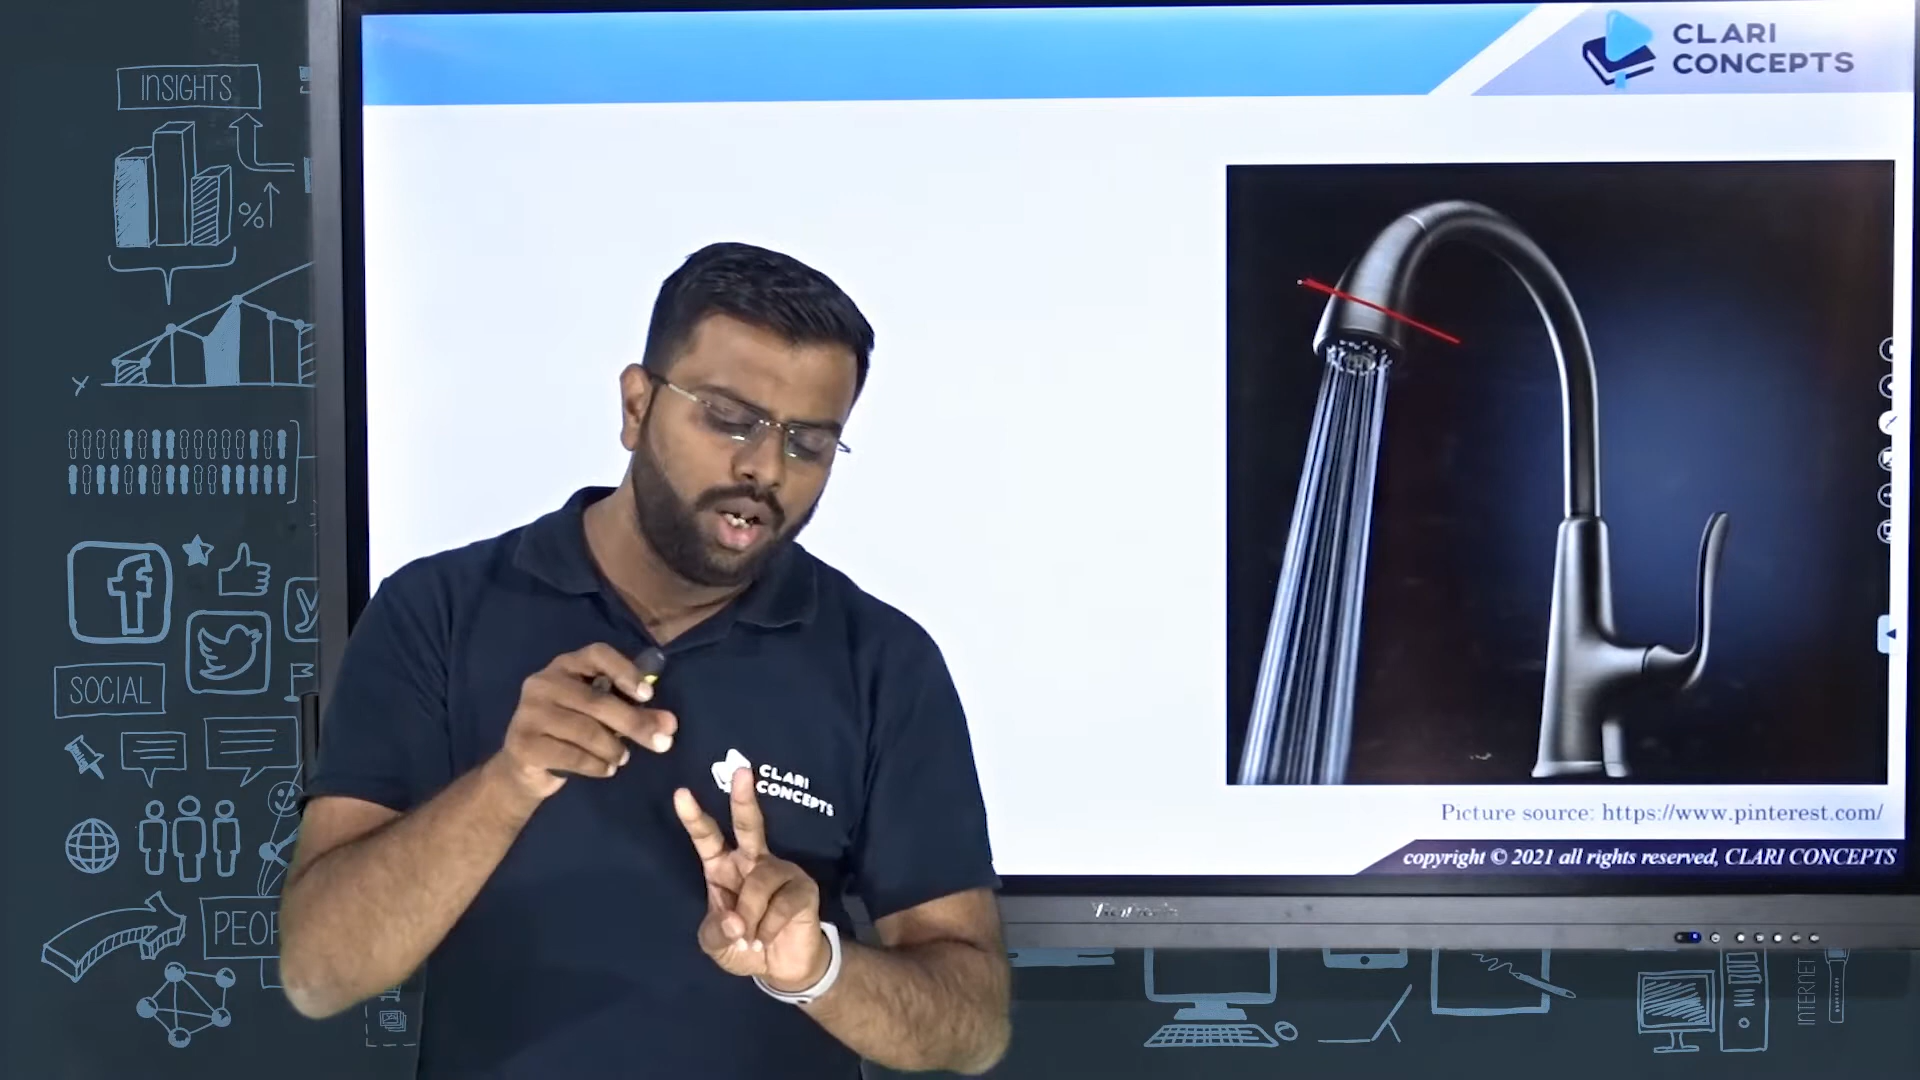 INSIGHTS
%
X
SOCIAL
CLARI
CONCEPTS
CLARI
CONCEPTS
Picture source: https://www.pinterest.com/
copyright © 2021 all rights reserved, CLARI CONCEPTS
INTERNET